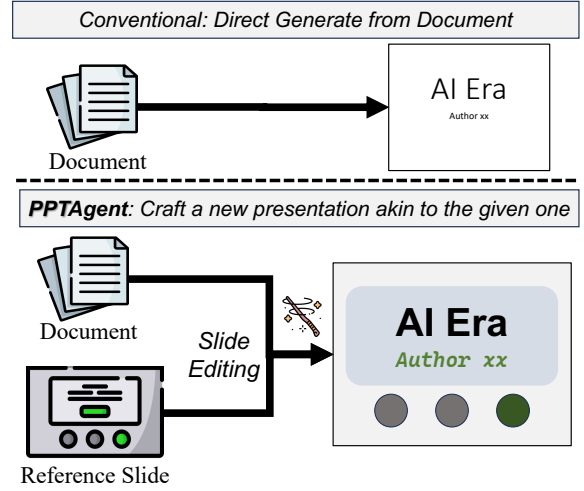 Conventional: Direct Generate from Document
AI Era
Author xx
Document
PPTAgent: Craft a new presentation akin to the given one
Document
Slide
Editing
AI Era
Author xx
Reference Slide